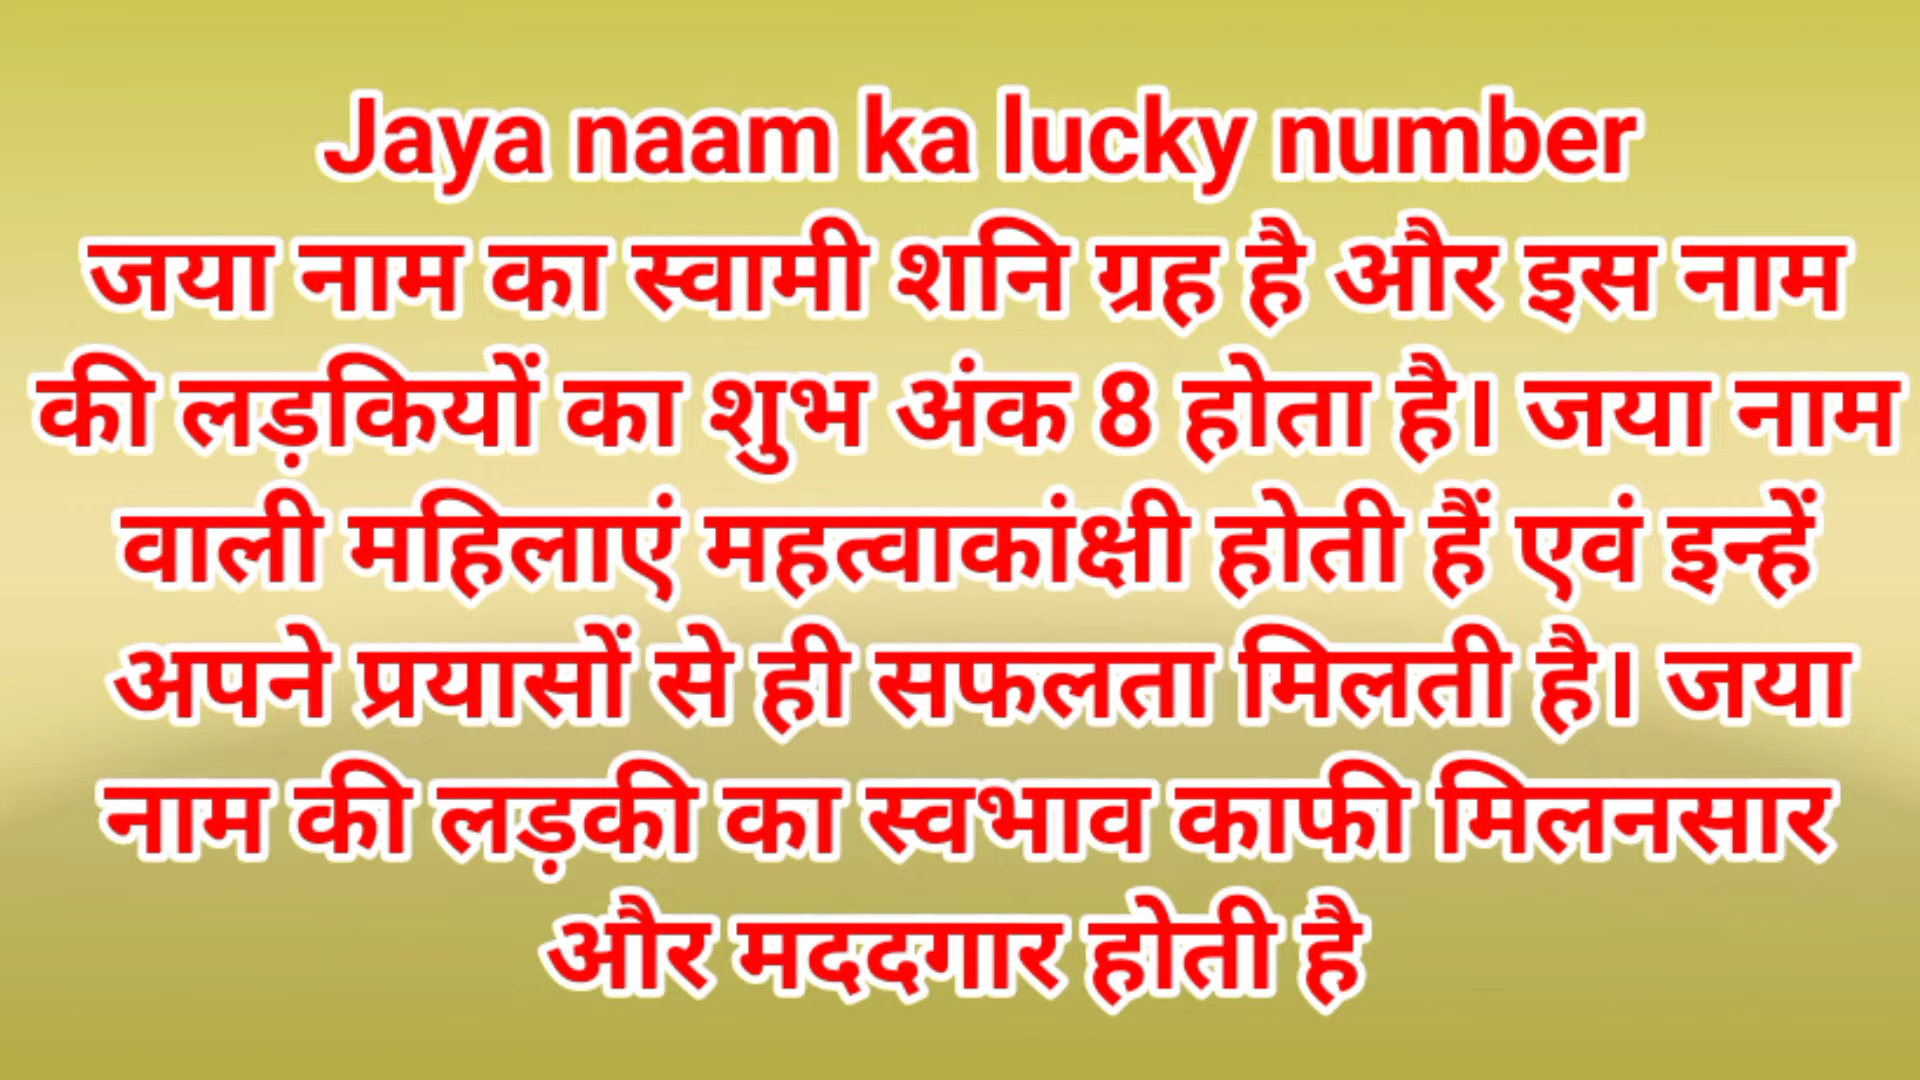 Jaya naam ka lucky number
जया नाम का स्वामी शनि ग्रह है और इस नाम
की लड़कियों का शुभ अंक 8 होता है। जया नाम
वाली महिलाएं महत्वाकांक्षी होती हैं एवं इन्हें
अपने प्रयासों से ही सफलता मिलती है। जया
नाम की लड़की का स्वभाव काफी मिलनसार
और मददगार होती है